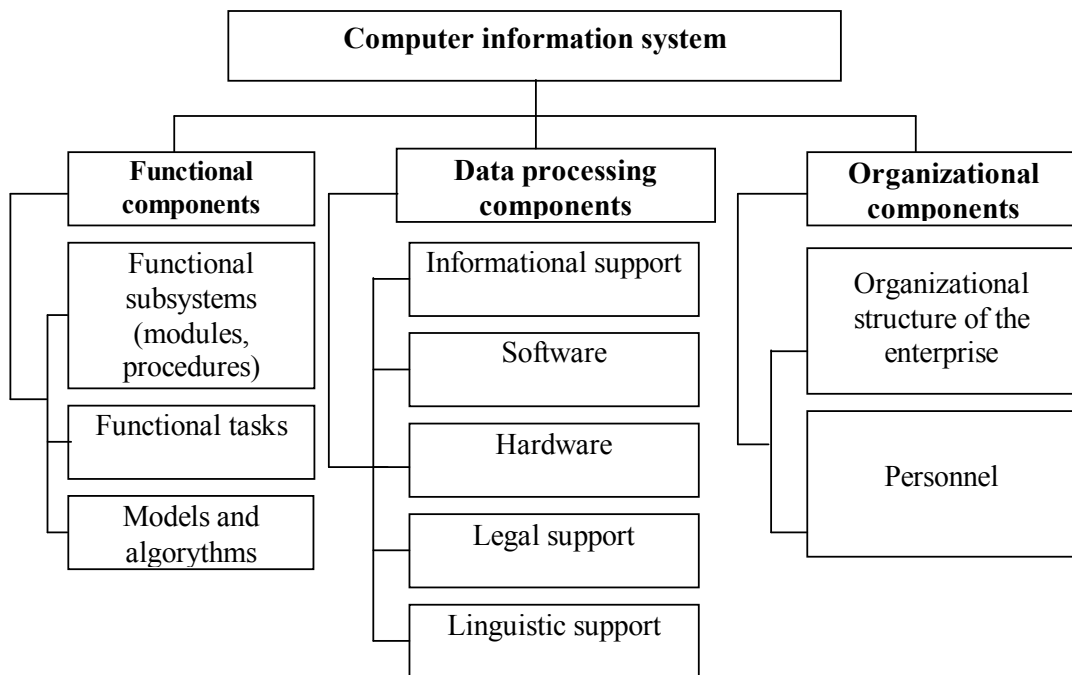 Computer information system
Functional
components
Functional
subsystems
(modules,
procedures)
Functional tasks
Models and
algorythms
Data processing
components
Informational support
Software
Hardware
Legal support
Linguistic support
Organizational
components
Organizational
structure of the
enterprise
Personnel